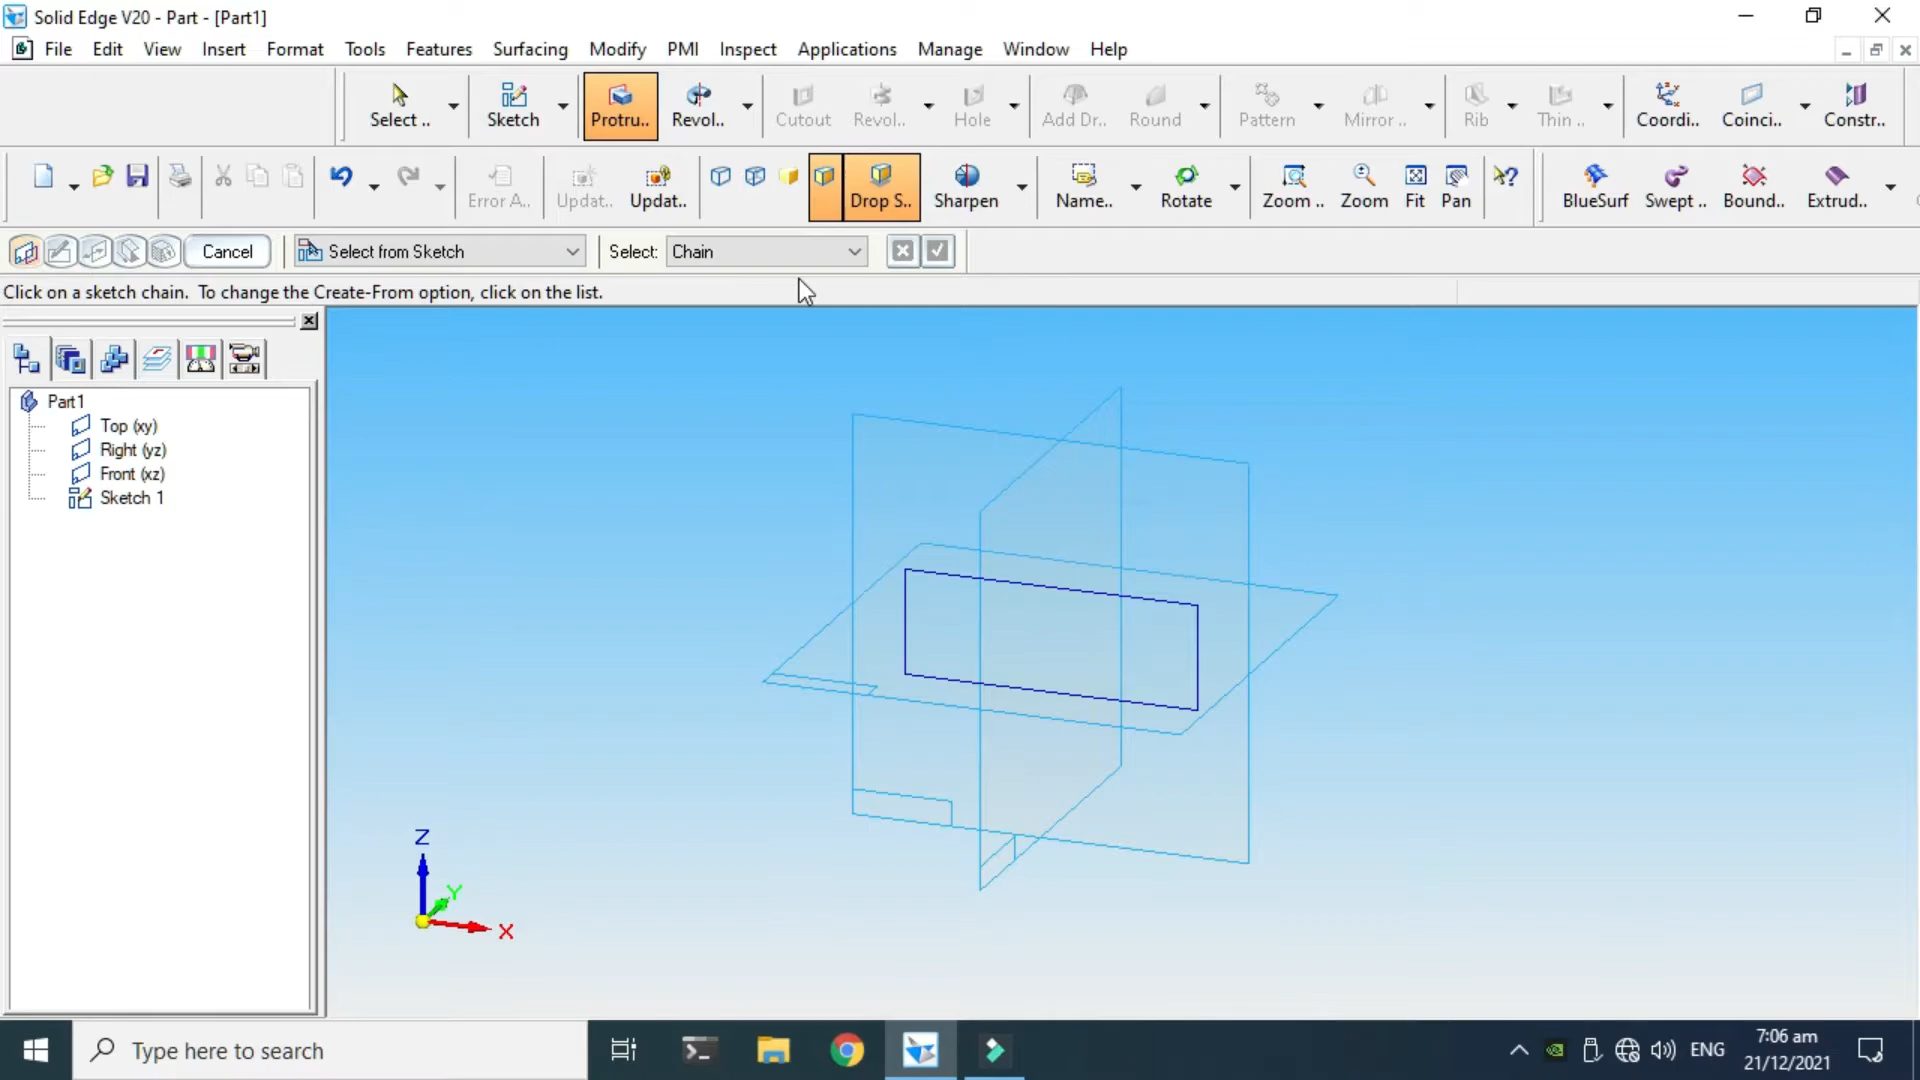 Solid Edge V20 - Part - [Part1]
File Edit View Insert Format Tools Features Surfacing Modify PMI Inspect Applications Manage Window Help
Select .. Sketch Protru.. Revol.. Cutout Revol.. Hole Add Dr.. Round Pattern Mirror .. Rib Thin .. Coordi.. Coinci.. Constr..
Error A.. Updat.. Updat.. Drop S.. Sharpen Name.. Rotate Zoom .. Zoom Fit Pan BlueSurf Swept .. Bound.. Extrud..
Cancel Select from Sketch Select: Chain
Click on a sketch chain. To change the Create-From option, click on the list.
Part1
Top (xy)
Right (yz)
Front (xz)
Sketch 1
Z
Y
X
Type here to search
ENG
7:06 am
21/12/2021